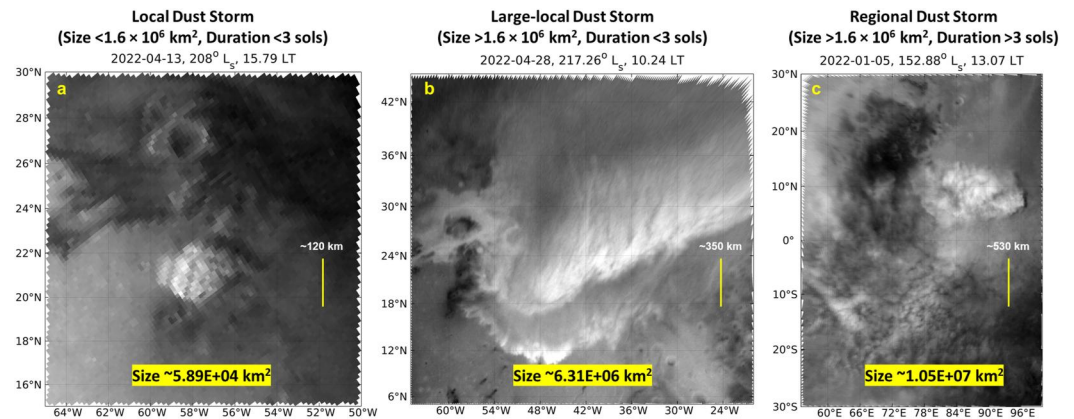 Local Dust Storm
(Size <1.6 × 10⁶ km², Duration <3 sols)
2022-04-13, 208° Lₛ, 15.79 LT
a
30°N
28°N
26°N
24°N
22°N
20°N
18°N
16°N
~120 km
Size ~5.89E+04 km²
64°W 62°W 60°W 58°W 56°W 54°W 52°W 50°W
Large-local Dust Storm
(Size >1.6 × 10⁶ km², Duration <3 sols)
2022-04-28, 217.26° Lₛ, 10.24 LT
b
42°N
36°N
30°N
24°N
18°N
12°N
6°N
~350 km
Size ~6.31E+06 km²
60°W 54°W 48°W 42°W 36°W 30°W 24°W
Regional Dust Storm
(Size >1.6 × 10⁶ km², Duration >3 sols)
2022-01-05, 152.88° Lₛ, 13.07 LT
c
30°N
20°N
10°N
0°
10°S
20°S
30°S
~530 km
Size ~1.05E+07 km²
60°E 66°E 72°E 78°E 84°E 90°E 96°E